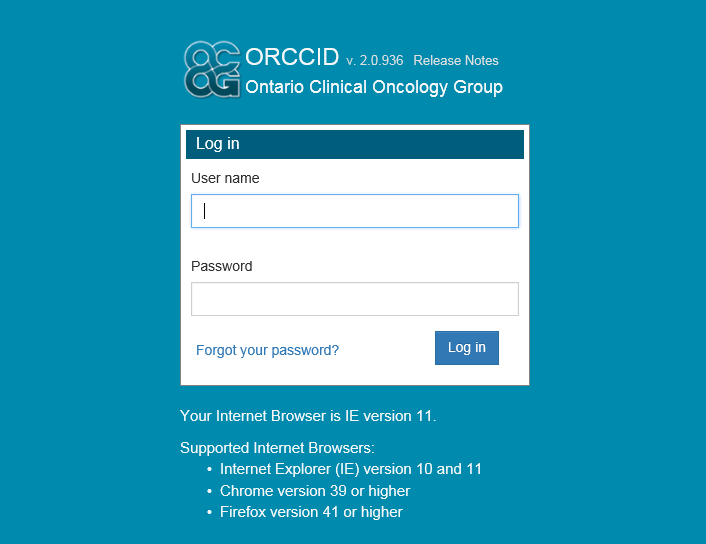 OCOG
ORCCID v. 2.0.936 Release Notes
Ontario Clinical Oncology Group
Log in
User name
Password
Forgot your password? Log in
Your Internet Browser is IE version 11.
Supported Internet Browsers:
• Internet Explorer (IE) version 10 and 11
• Chrome version 39 or higher
• Firefox version 41 or higher